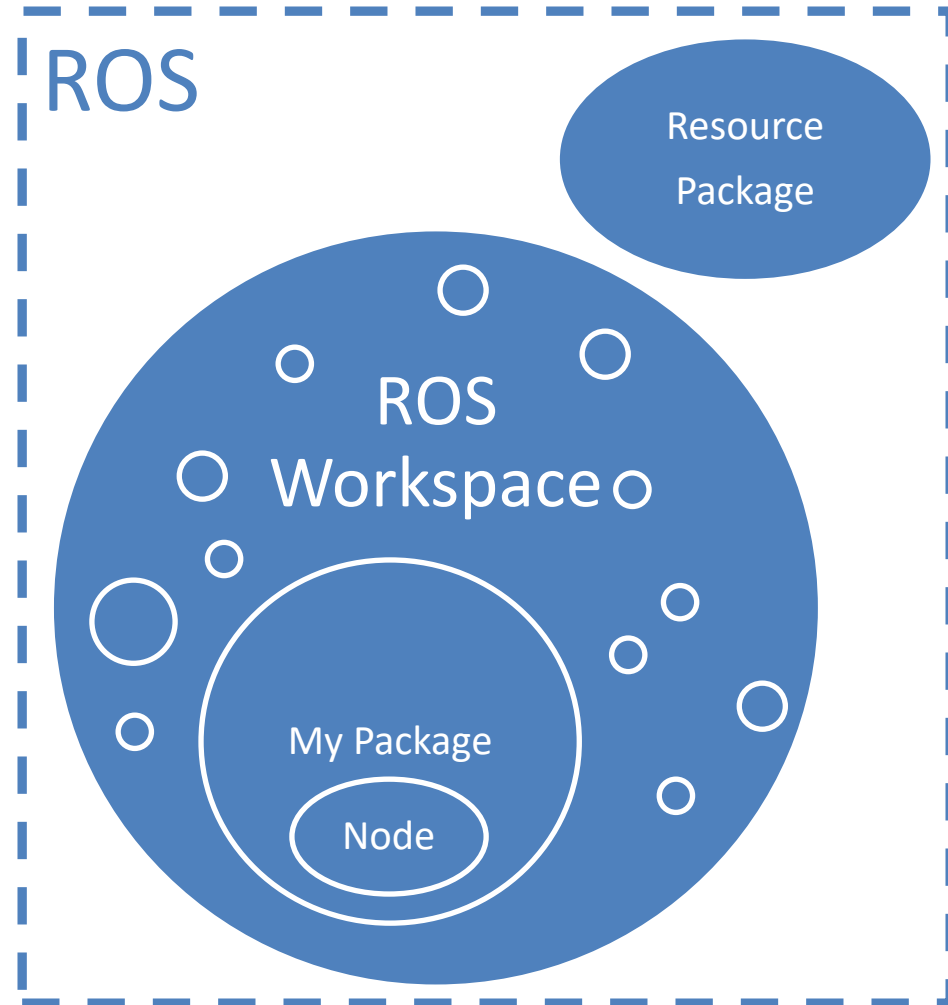 ROS
Resource
Package
ROS
Workspace
My Package
Node